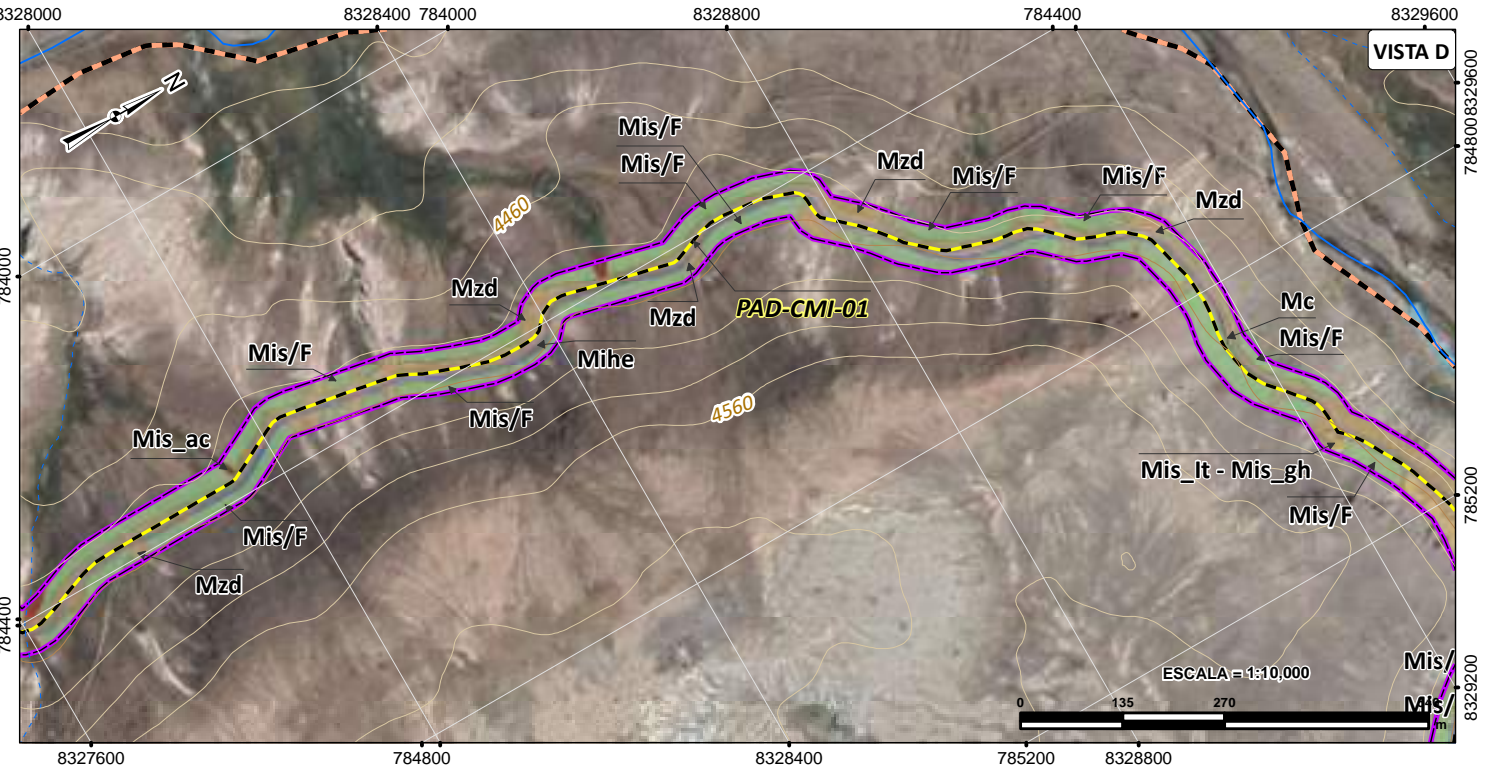 8328000
8328400
784000
8328800
784400
8329600
VISTA D
N
8329600
784800
Mis/F
Mis/F
Mzd
Mis/F
Mis/F
Mzd
4460
784000
Mzd
Mzd
PAD-CMI-01
Mc
Mis/F
Mis/F
Mihe
4560
Mis/F
Mis_ac
Mis_lt - Mis_gh
785200
Mis/F
Mis/F
Mzd
784400
Mis/
ESCALA = 1:10,000
8329200
0
135
270
Mis/
m
8327600
784800
8328400
785200
8328800